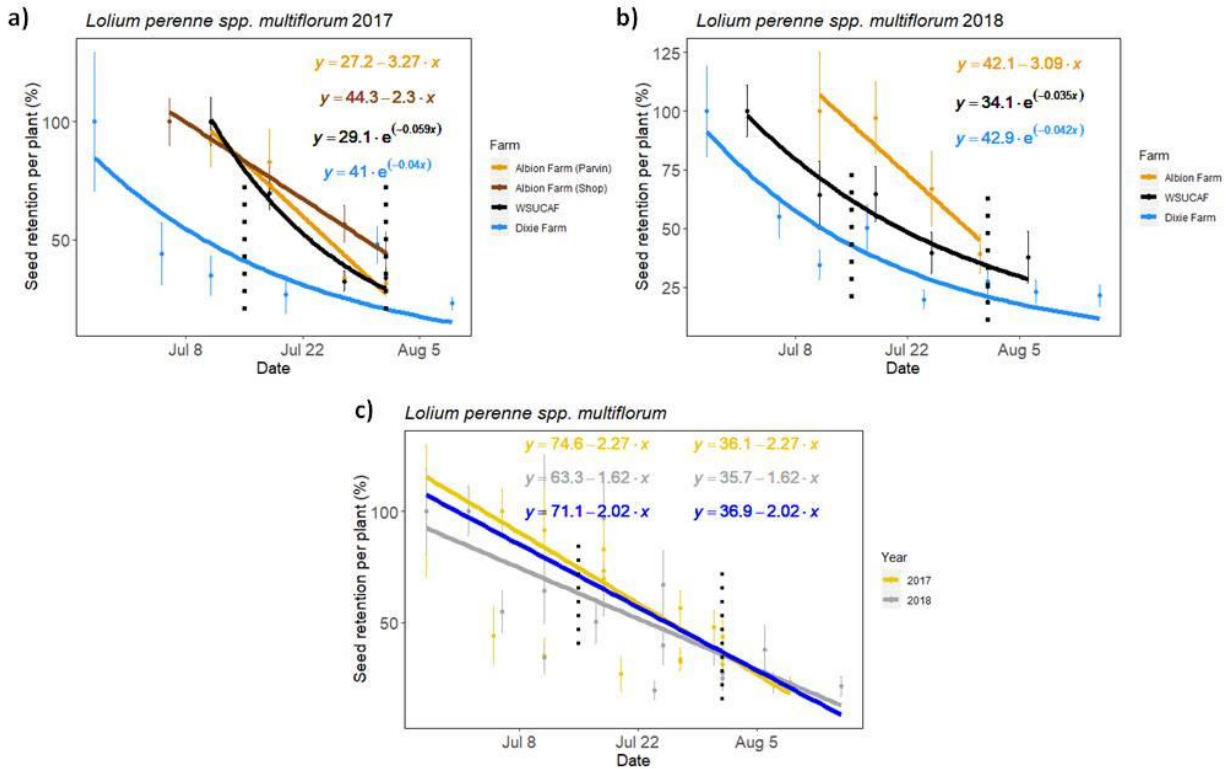 a)
Lolium perenne spp. multiflorum 2017
y = 27.2 − 3.27 · x
y = 44.3 − 2.3 · x
y = 29.1 · e^(−0.059x)
y = 41 · e^(−0.04x)
Seed retention per plant (%)
100
50
Jul 8
Jul 22
Aug 5
Date
Farm
Albion Farm (Parvin)
Albion Farm (Shop)
WSUCAF
Dixie Farm
b)
Lolium perenne spp. multiflorum 2018
y = 42.1 − 3.09 · x
y = 34.1 · e^(−0.035x)
y = 42.9 · e^(−0.042x)
Seed retention per plant (%)
125
100
75
50
25
Jul 8
Jul 22
Aug 5
Date
Farm
Albion Farm
WSUCAF
Dixie Farm
c)
Lolium perenne spp. multiflorum
y = 74.6 − 2.27 · x y = 36.1 − 2.27 · x
y = 63.3 − 1.62 · x y = 35.7 − 1.62 · x
y = 71.1 − 2.02 · x y = 36.9 − 2.02 · x
Seed retention per plant (%)
100
50
Jul 8
Jul 22
Aug 5
Date
Year
2017
2018